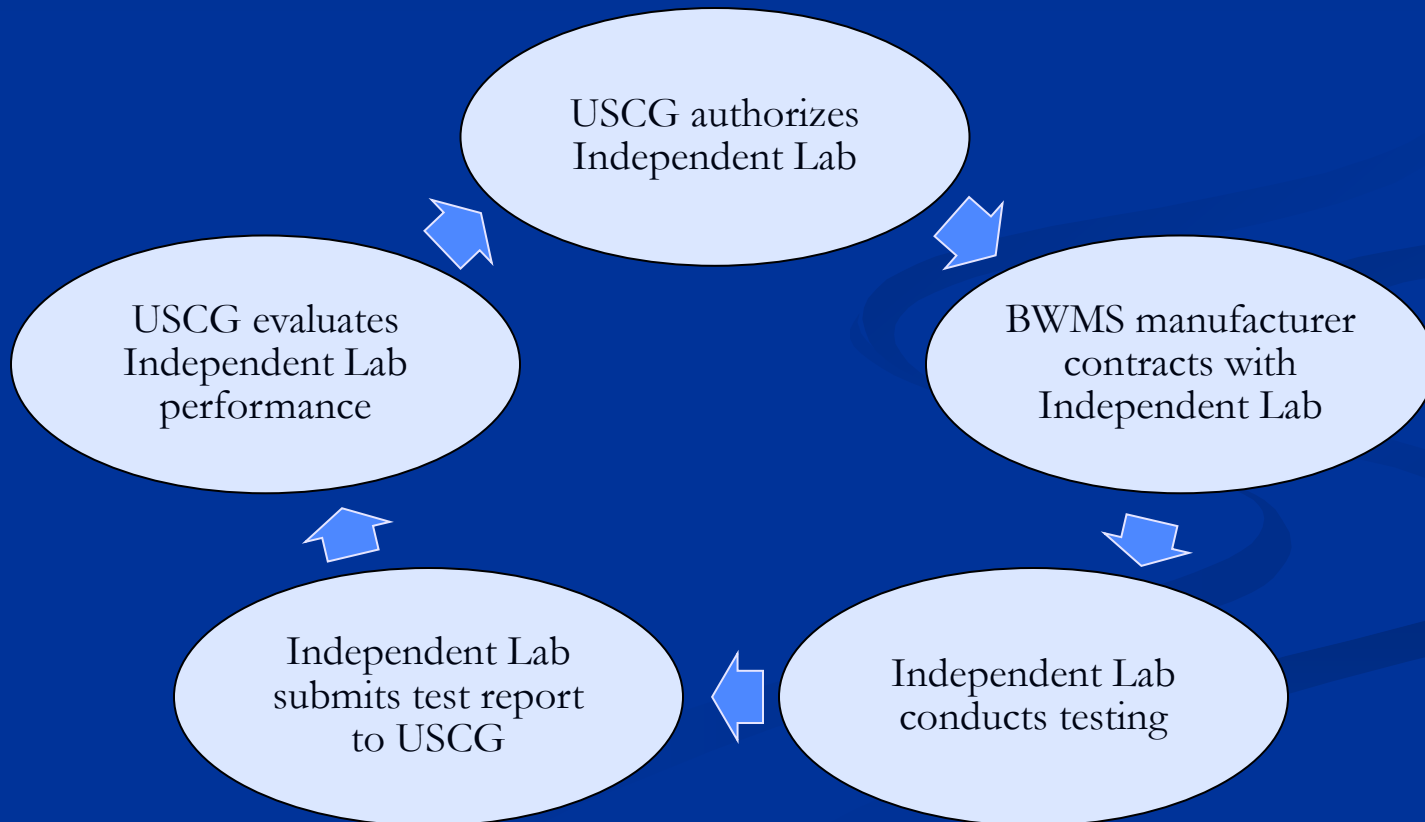 USCG authorizes
Independent Lab
BWMS manufacturer
contracts with
Independent Lab
Independent Lab
conducts testing
Independent Lab
submits test report
to USCG
USCG evaluates
Independent Lab
performance